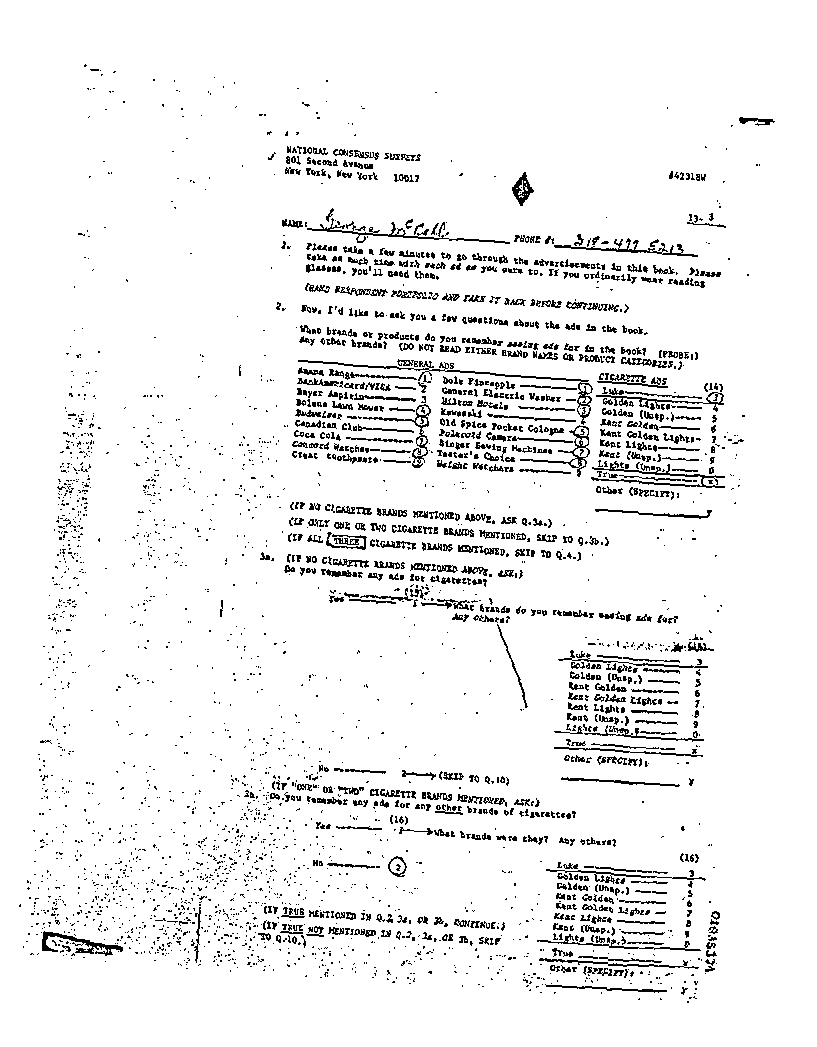 NATIONAL CONSENSUS SURVEYS
801 Second Avenue
New York, New York 10017
#42318W
13- 3
NAME: George McCall PHONE #:
1. Please take a few minutes to go through the advertisements in this book. Please
take as much time with each ad as you care to. If you ordinarily wear reading
glasses, you'll need them.
(HAND RESPONDENT PORTFOLIO AND TAKE IT BACK BEFORE CONTINUING.)
2. Now, I'd like to ask you a few questions about the ads in the book.
What brands or products do you remember seeing ads for in the book? (PROBE:)
Any other brands? (DO NOT READ EITHER BRAND NAMES OR PRODUCT CATEGORIES.)
GENERAL ADS
Amana Range 1
BankAmericard/VISA 2
Bayer Aspirin 3
Bolens Lawn Mower 4
Budweiser 5
Canadian Club 6
Coca Cola 7
Concord Watches 8
Crest toothpaste 9
Dole Pineapple 1
General Electric Washer 2
Hilton Hotels 3
Kawasaki 4
Old Spice Pocket Cologne 5
Polaroid Camera 6
Singer Sewing Machines 7
Taster's Choice 8
Weight Watchers 9
CIGARETTE ADS (14)
Luke 3
Golden Lights 4
Golden (Unsp.) 5
Kent Golden 6
Kent Golden Lights 7
Kent Lights 8
Kent (Unsp.) 9
Lights (Unsp.) 0
True x
Other (SPECIFY):
y
(IF NO CIGARETTE BRANDS MENTIONED ABOVE, ASK Q.3a.)
(IF ONLY ONE OR TWO CIGARETTE BRANDS MENTIONED, SKIP TO Q.3b.)
(IF ALL THREE CIGARETTE BRANDS MENTIONED, SKIP TO Q.4.)
3a. (IF NO CIGARETTE BRANDS MENTIONED ABOVE, ASK:)
Do you remember any ads for cigarettes?
(15)
Yes 1 What brands do you remember seeing ads for?
Any others?
Luke 3
Golden Lights 4
Golden (Unsp.) 5
Kent Golden 6
Kent Golden Lights 7
Kent Lights 8
Kent (Unsp.) 9
Lights (Unsp.) 0
True x
Other (SPECIFY):
y
No 2 (SKIP TO Q.10)
(IF "ONE" OR "TWO" CIGARETTE BRANDS MENTIONED, ASK:)
3b. Do you remember any ads for any other brands of cigarettes?
(16)
Yes 1 What brands were they? Any others?
No 2
(16)
Luke 3
Golden Lights 4
Golden (Unsp.) 5
Kent Golden 6
Kent Golden Lights 7
Kent Lights 8
Kent (Unsp.) 9
Lights (Unsp.) 0
True x
Other (SPECIFY):
y
(IF TRUE MENTIONED IN Q.2, 3a, OR 3b, CONTINUE.)
(IF TRUE NOT MENTIONED IN Q.2, 3a, OR 3b, SKIP
TO Q.10.)